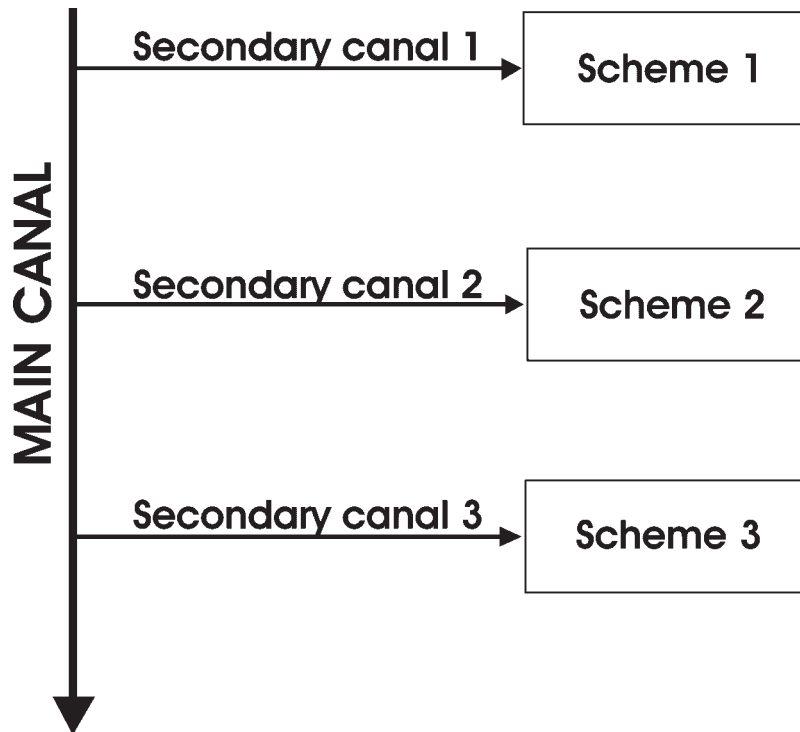 Secondary canal 1
Scheme 1
MAIN CANAL
Secondary canal 2
Scheme 2
Secondary canal 3
Scheme 3